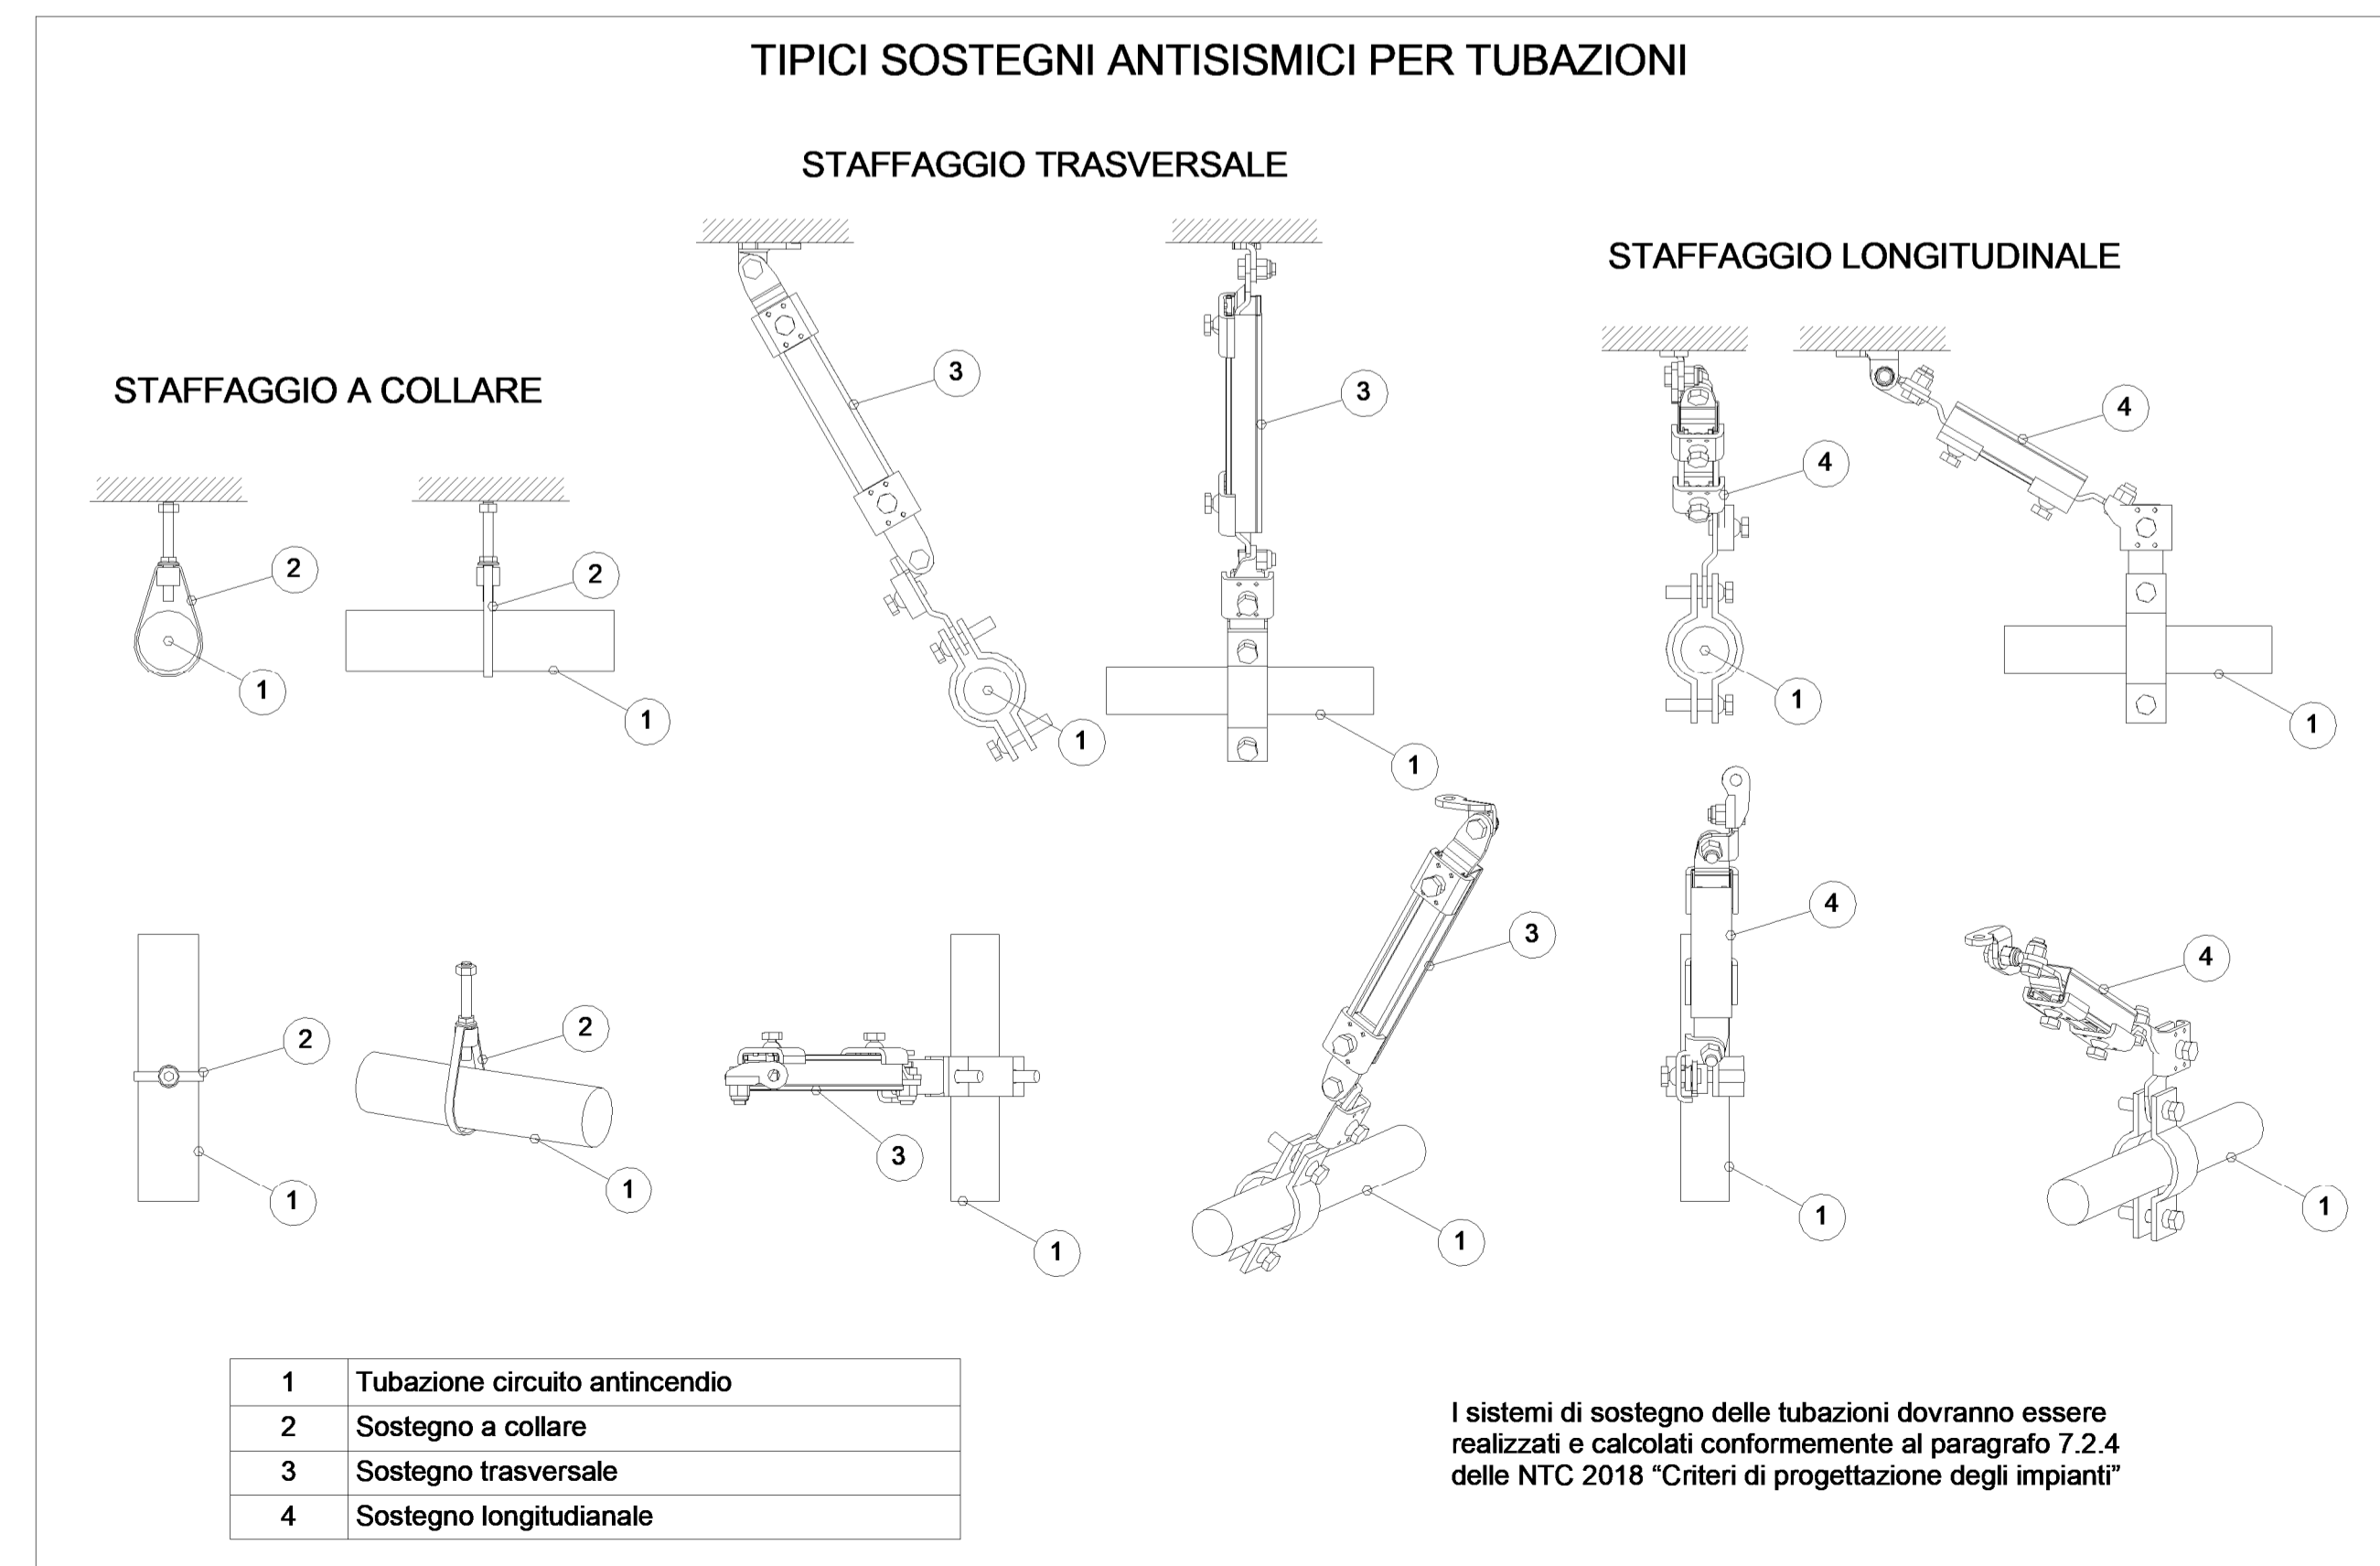 TIPICI SOSTEGNI ANTISISMICI PER TUBAZIONI
STAFFAGGIO TRASVERSALE
STAFFAGGIO LONGITUDINALE
STAFFAGGIO A COLLARE
3
3
4
4
2
2
1
1
1
1
1
1
3
4
4
2
2
3
1
1
1
1
1
1
1 Tubazione circuito antincendio
2 Sostegno a collare
3 Sostegno trasversale
4 Sostegno longitudianale
I sistemi di sostegno delle tubazioni dovranno essere
realizzati e calcolati conformemente al paragrafo 7.2.4
delle NTC 2018 “Criteri di progettazione degli impianti”